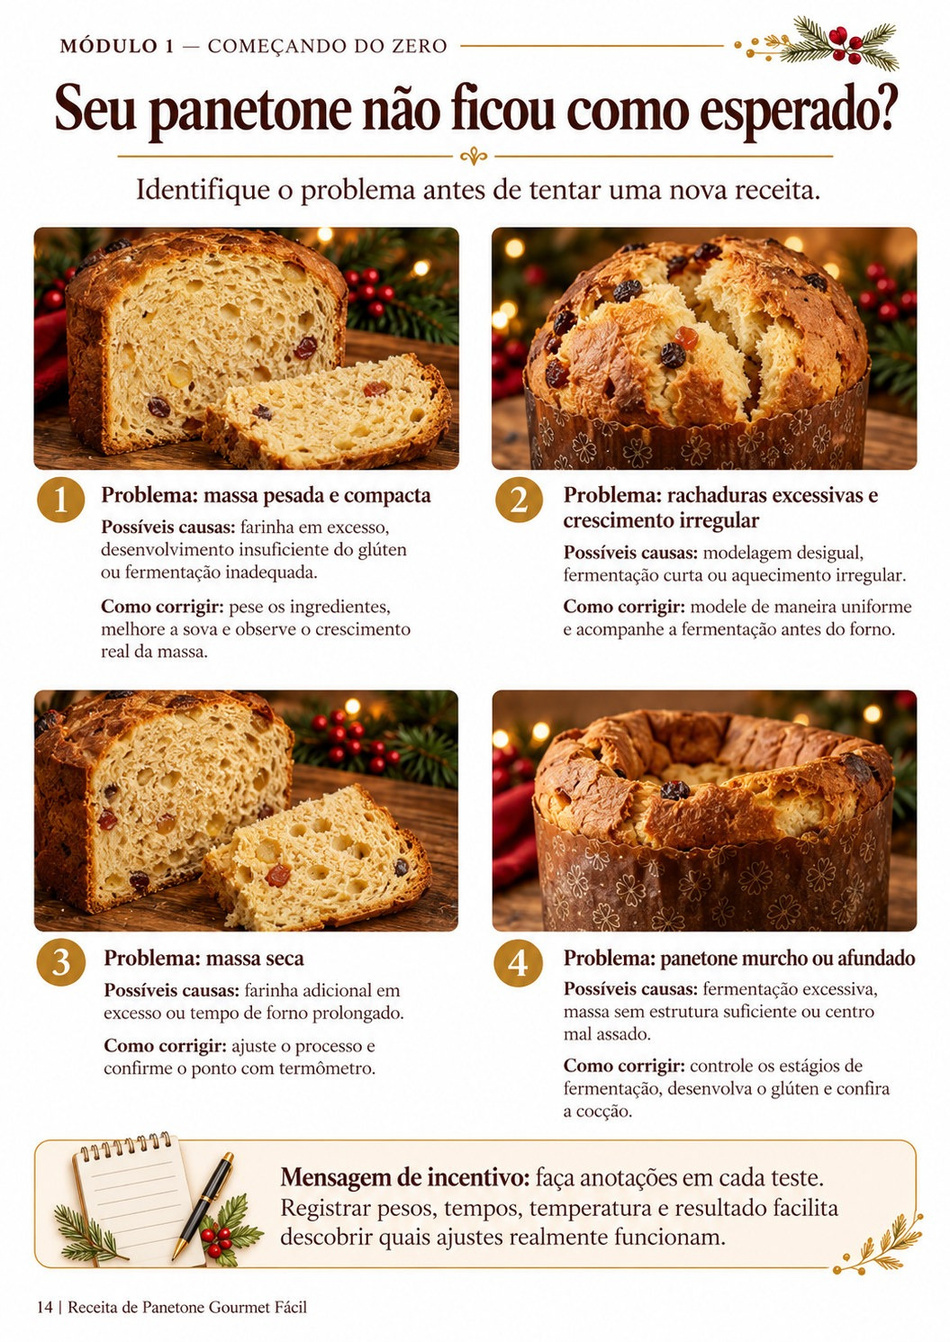 MÓDULO 1 — COMEÇANDO DO ZERO
Seu panetone não ficou como esperado?
Identifique o problema antes de tentar uma nova receita.
1
Problema: massa pesada e compacta
Possíveis causas: farinha em excesso,
desenvolvimento insuficiente do glúten
ou fermentação inadequada.
Como corrigir: pese os ingredientes,
melhore a sova e observe o crescimento
real da massa.
2
Problema: rachaduras excessivas e
crescimento irregular
Possíveis causas: modelagem desigual,
fermentação curta ou aquecimento irregular.
Como corrigir: modele de maneira uniforme
e acompanhe a fermentação antes do forno.
3
Problema: massa seca
Possíveis causas: farinha adicional em
excesso ou tempo de forno prolongado.
Como corrigir: ajuste o processo e
confirme o ponto com termômetro.
4
Problema: panetone murcho ou afundado
Possíveis causas: fermentação excessiva,
massa sem estrutura suficiente ou centro
mal assado.
Como corrigir: controle os estágios de
fermentação, desenvolva o glúten e confira
a cocção.
Mensagem de incentivo: faça anotações em cada teste.
Registrar pesos, tempos, temperatura e resultado facilita
descobrir quais ajustes realmente funcionam.
14 | Receita de Panetone Gourmet Fácil